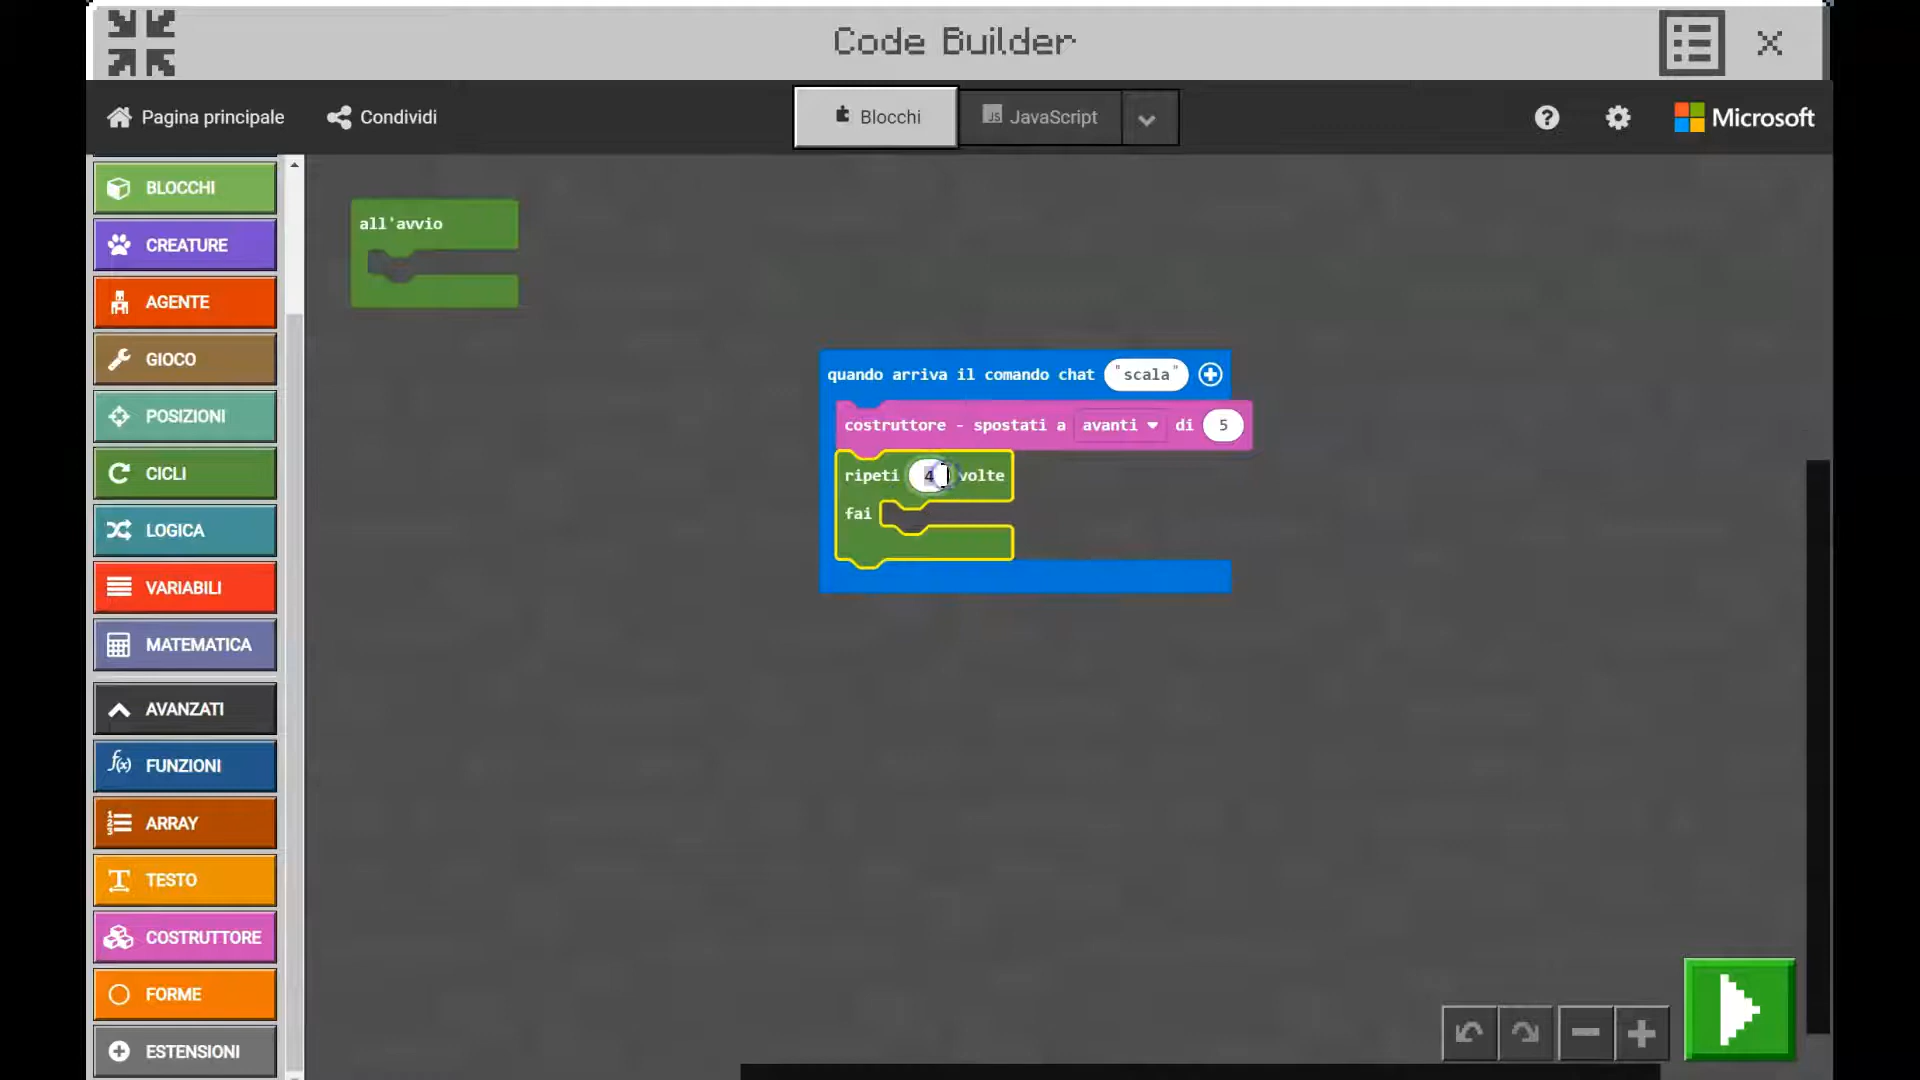 Code Builder
Pagina principale
Condividi
Blocchi
JS JavaScript
? Microsoft
BLOCCHI
CREATURE
AGENTE
GIOCO
POSIZIONI
CICLI
LOGICA
VARIABILI
MATEMATICA
AVANZATI
f(x) FUNZIONI
ARRAY
TESTO
COSTRUTTORE
FORME
ESTENSIONI
all'avvio
quando arriva il comando chat "scala"
costruttore - spostati a avanti di 5
ripeti 4 volte
fai